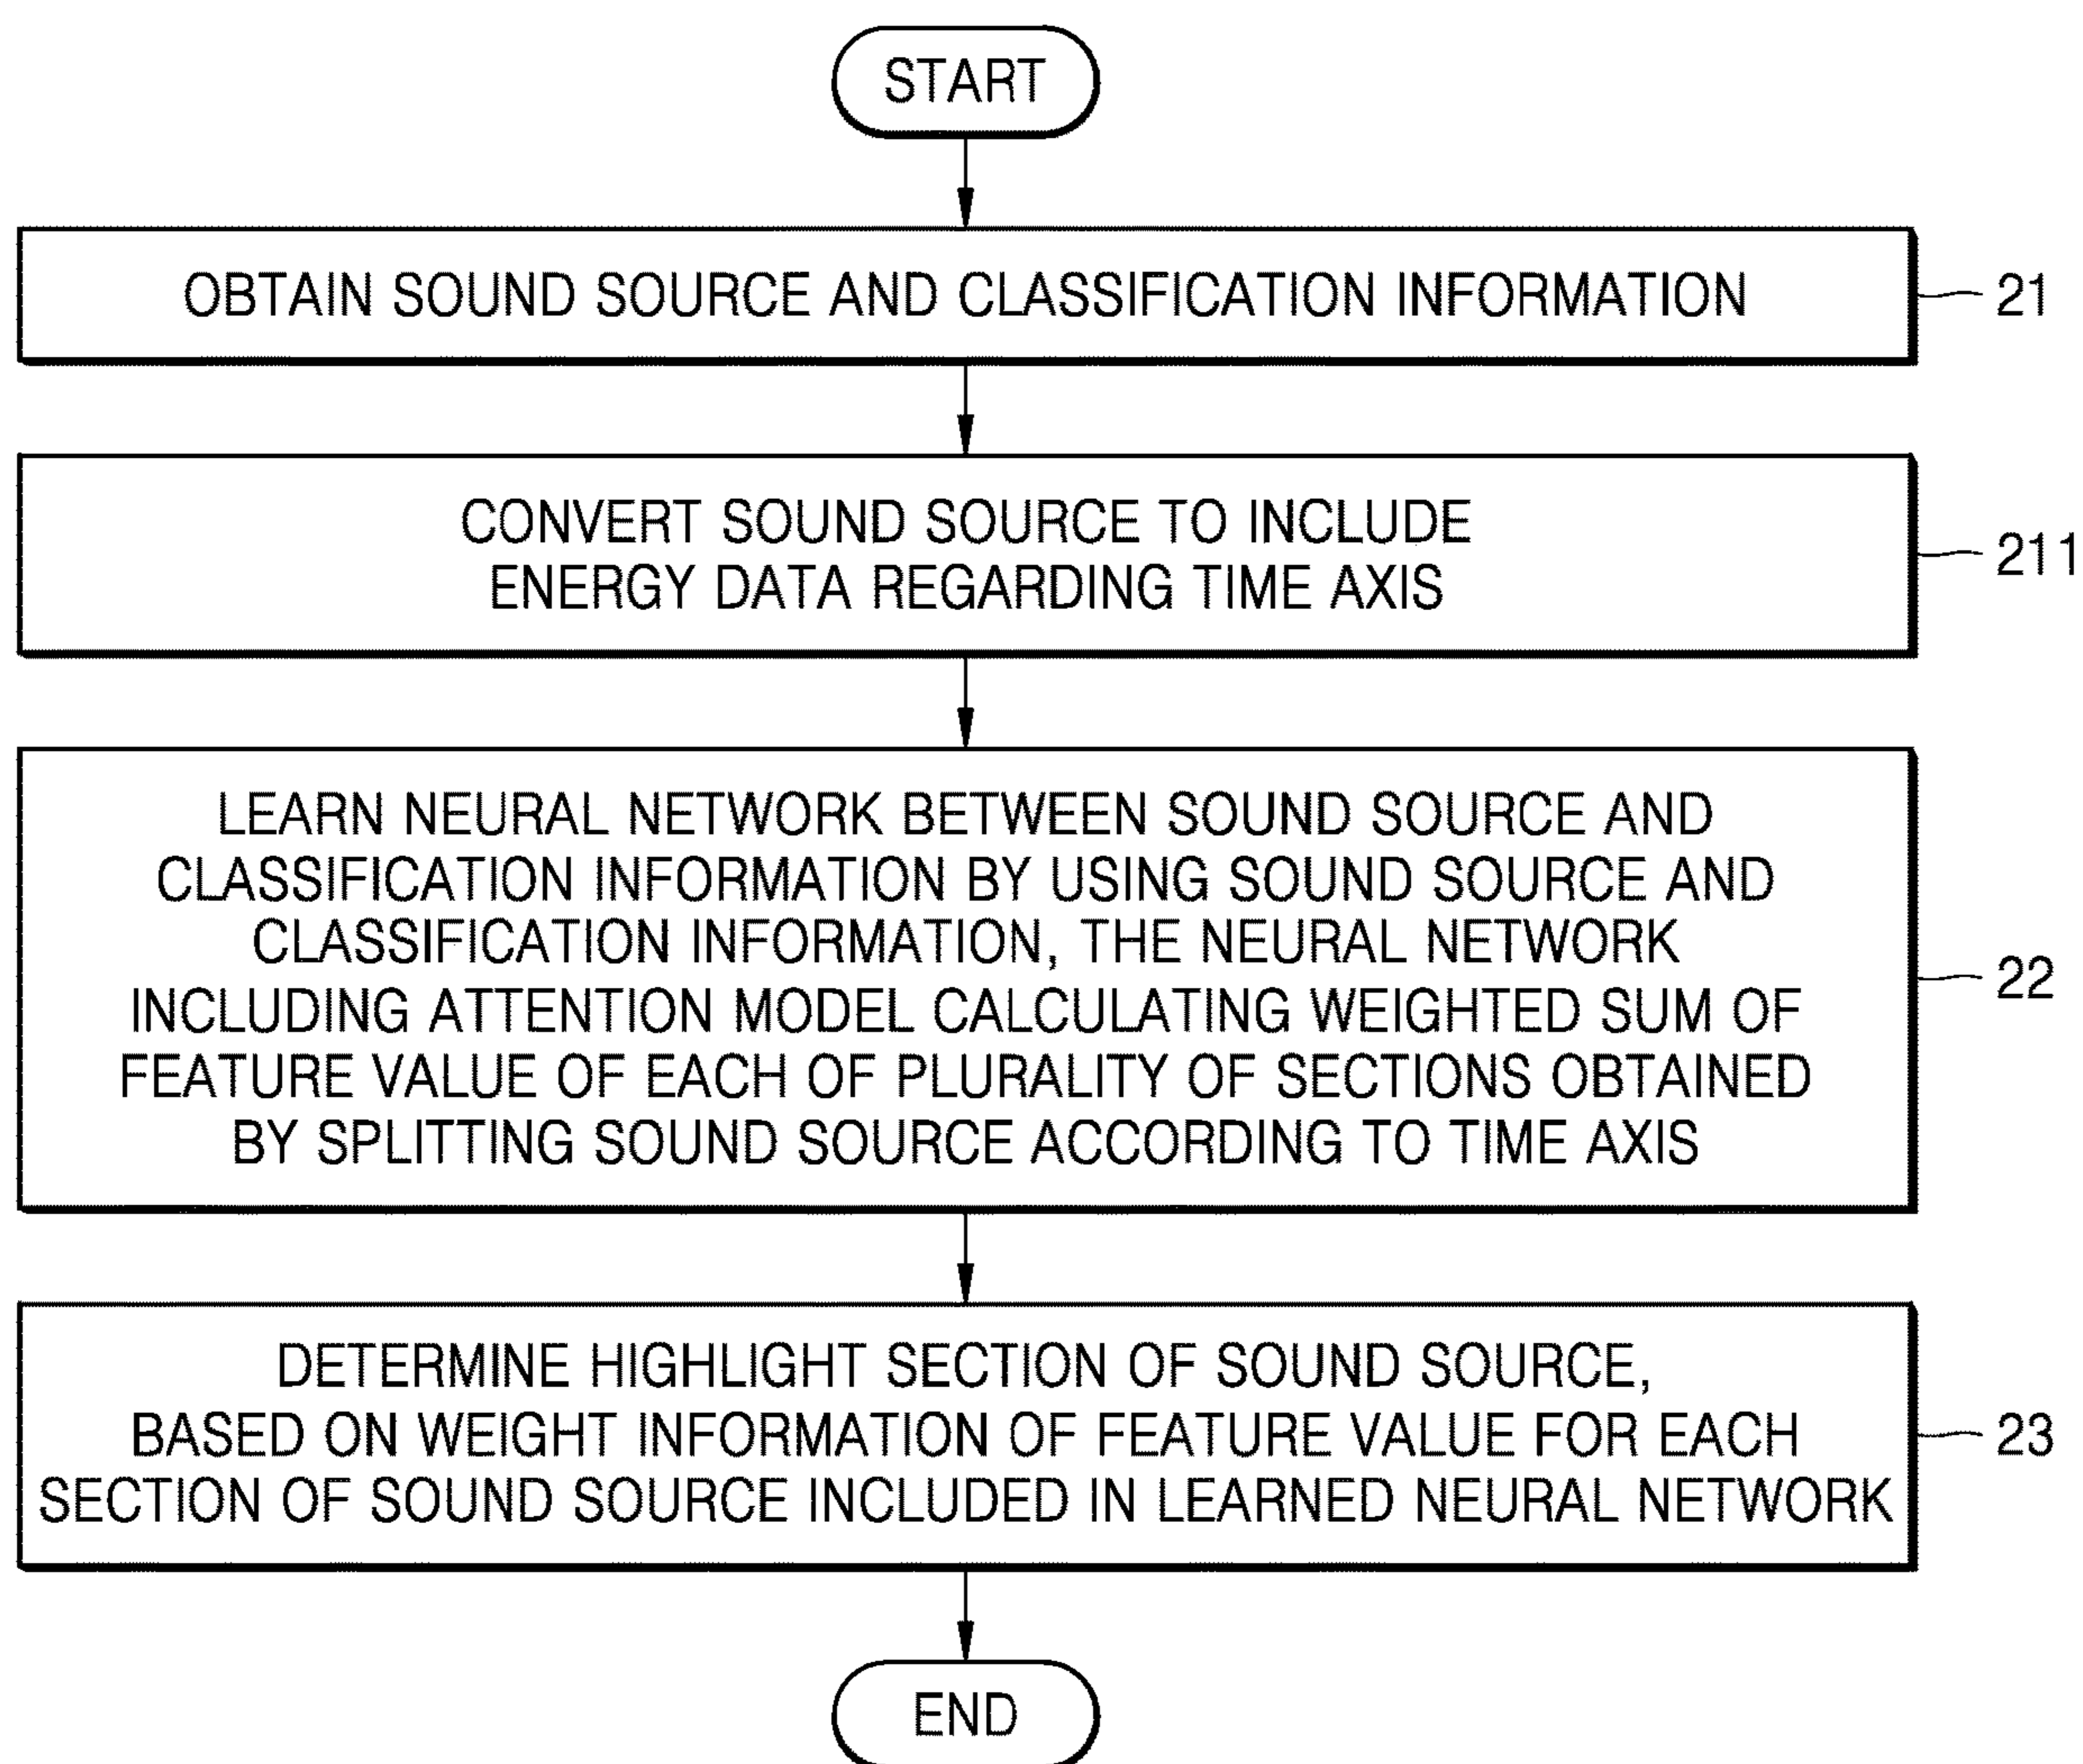 START
OBTAIN SOUND SOURCE AND CLASSIFICATION INFORMATION
21
CONVERT SOUND SOURCE TO INCLUDE
ENERGY DATA REGARDING TIME AXIS
211
LEARN NEURAL NETWORK BETWEEN SOUND SOURCE AND
CLASSIFICATION INFORMATION BY USING SOUND SOURCE AND
CLASSIFICATION INFORMATION, THE NEURAL NETWORK
INCLUDING ATTENTION MODEL CALCULATING WEIGHTED SUM OF
FEATURE VALUE OF EACH OF PLURALITY OF SECTIONS OBTAINED
BY SPLITTING SOUND SOURCE ACCORDING TO TIME AXIS
22
DETERMINE HIGHLIGHT SECTION OF SOUND SOURCE,
BASED ON WEIGHT INFORMATION OF FEATURE VALUE FOR EACH
SECTION OF SOUND SOURCE INCLUDED IN LEARNED NEURAL NETWORK
23
END